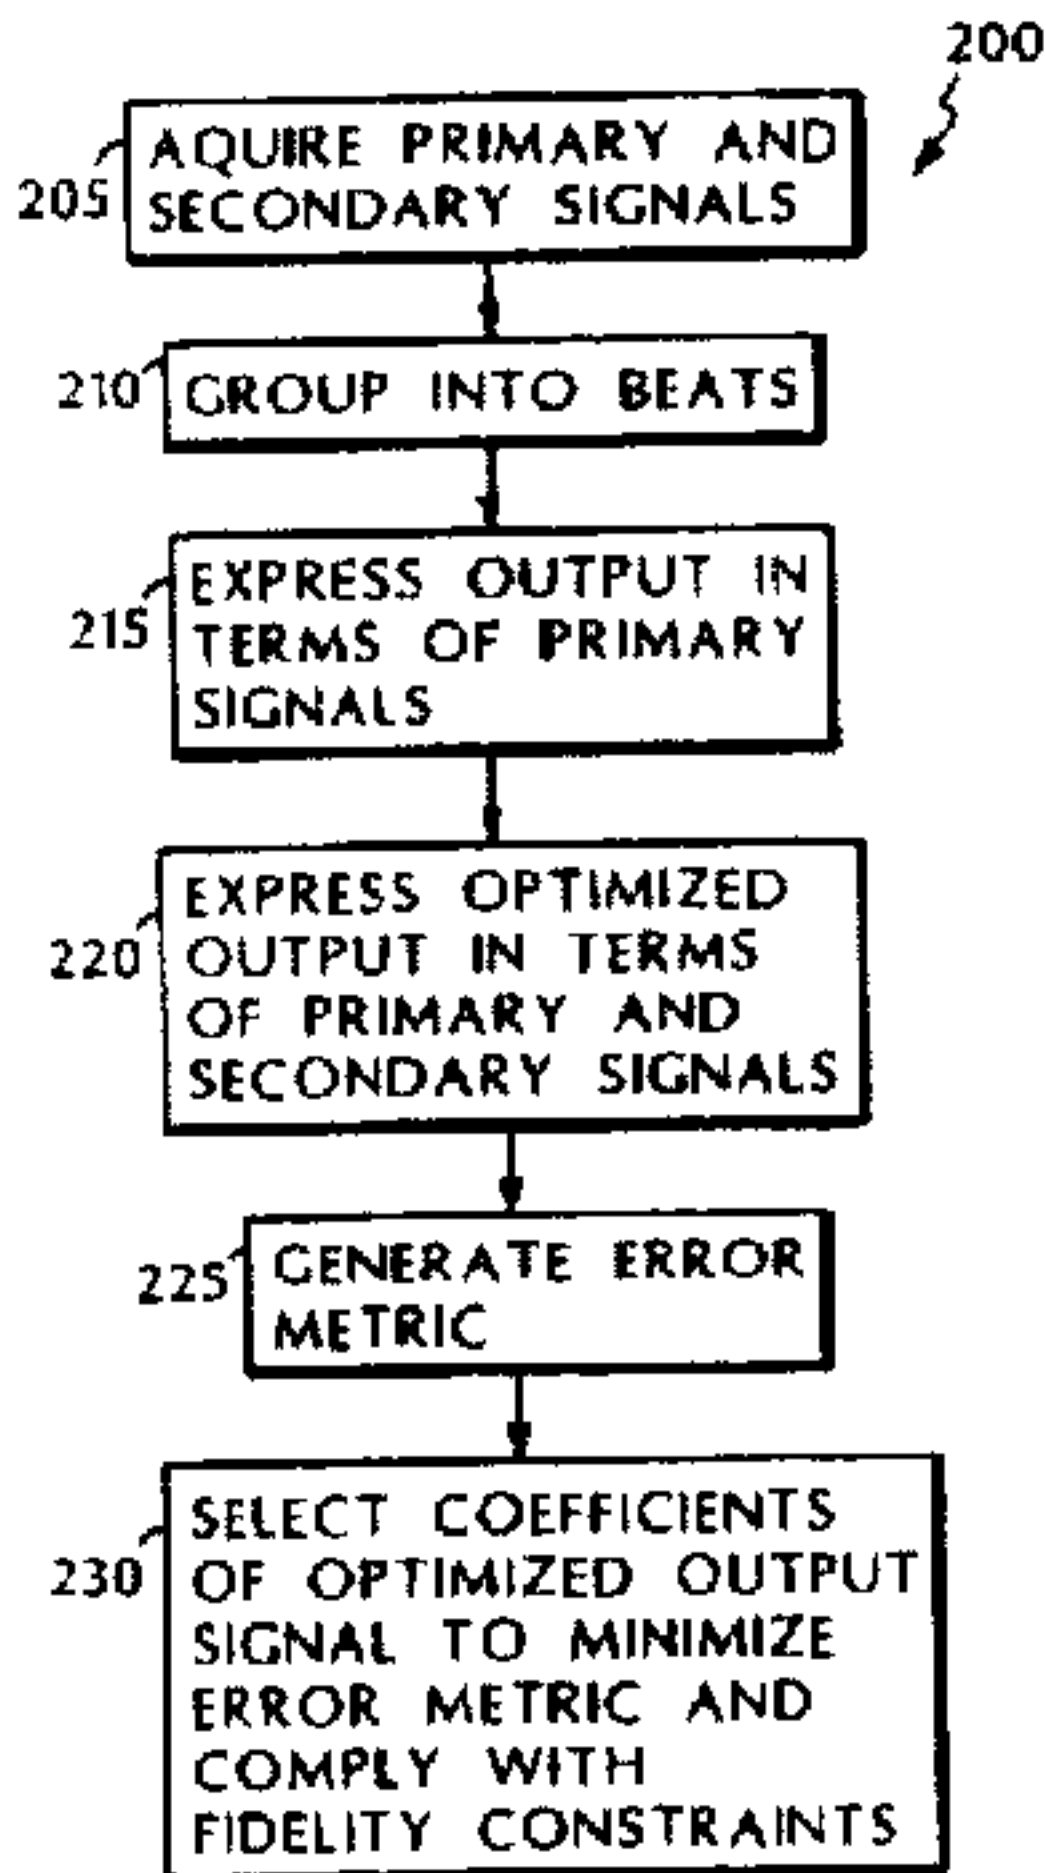 200
AQUIRE PRIMARY AND
SECONDARY SIGNALS
205
GROUP INTO BEATS
210
EXPRESS OUTPUT IN
TERMS OF PRIMARY
SIGNALS
215
EXPRESS OPTIMIZED
OUTPUT IN TERMS
OF PRIMARY AND
SECONDARY SIGNALS
220
GENERATE ERROR
METRIC
225
SELECT COEFFICIENTS
OF OPTIMIZED OUTPUT
SIGNAL TO MINIMIZE
ERROR METRIC AND
COMPLY WITH
FIDELITY CONSTRAINTS
230